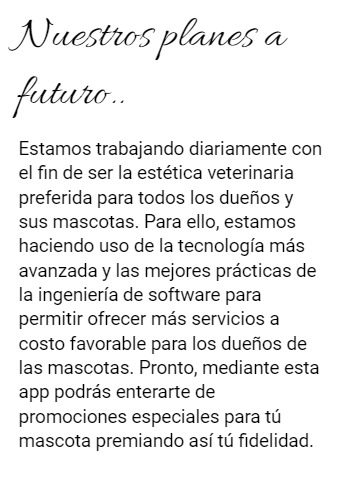 Nuestros planes a
futuro..
Estamos trabajando diariamente con
el fin de ser la estética veterinaria
preferida para todos los dueños y
sus mascotas. Para ello, estamos
haciendo uso de la tecnología más
avanzada y las mejores prácticas de
la ingeniería de software para
permitir ofrecer más servicios a
costo favorable para los dueños de
las mascotas. Pronto, mediante esta
app podrás enterarte de
promociones especiales para tú
mascota premiando así tú fidelidad.